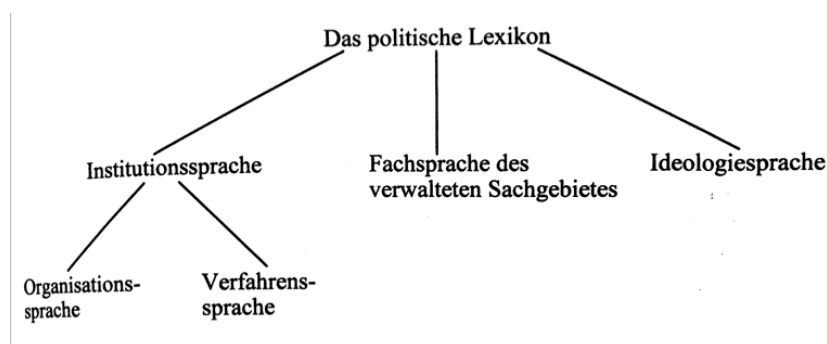 Das politische Lexikon
Institutionssprache
Fachsprache des
verwalteten Sachgebietes
Ideologiesprache
Organisations-
sprache
Verfahrens-
sprache